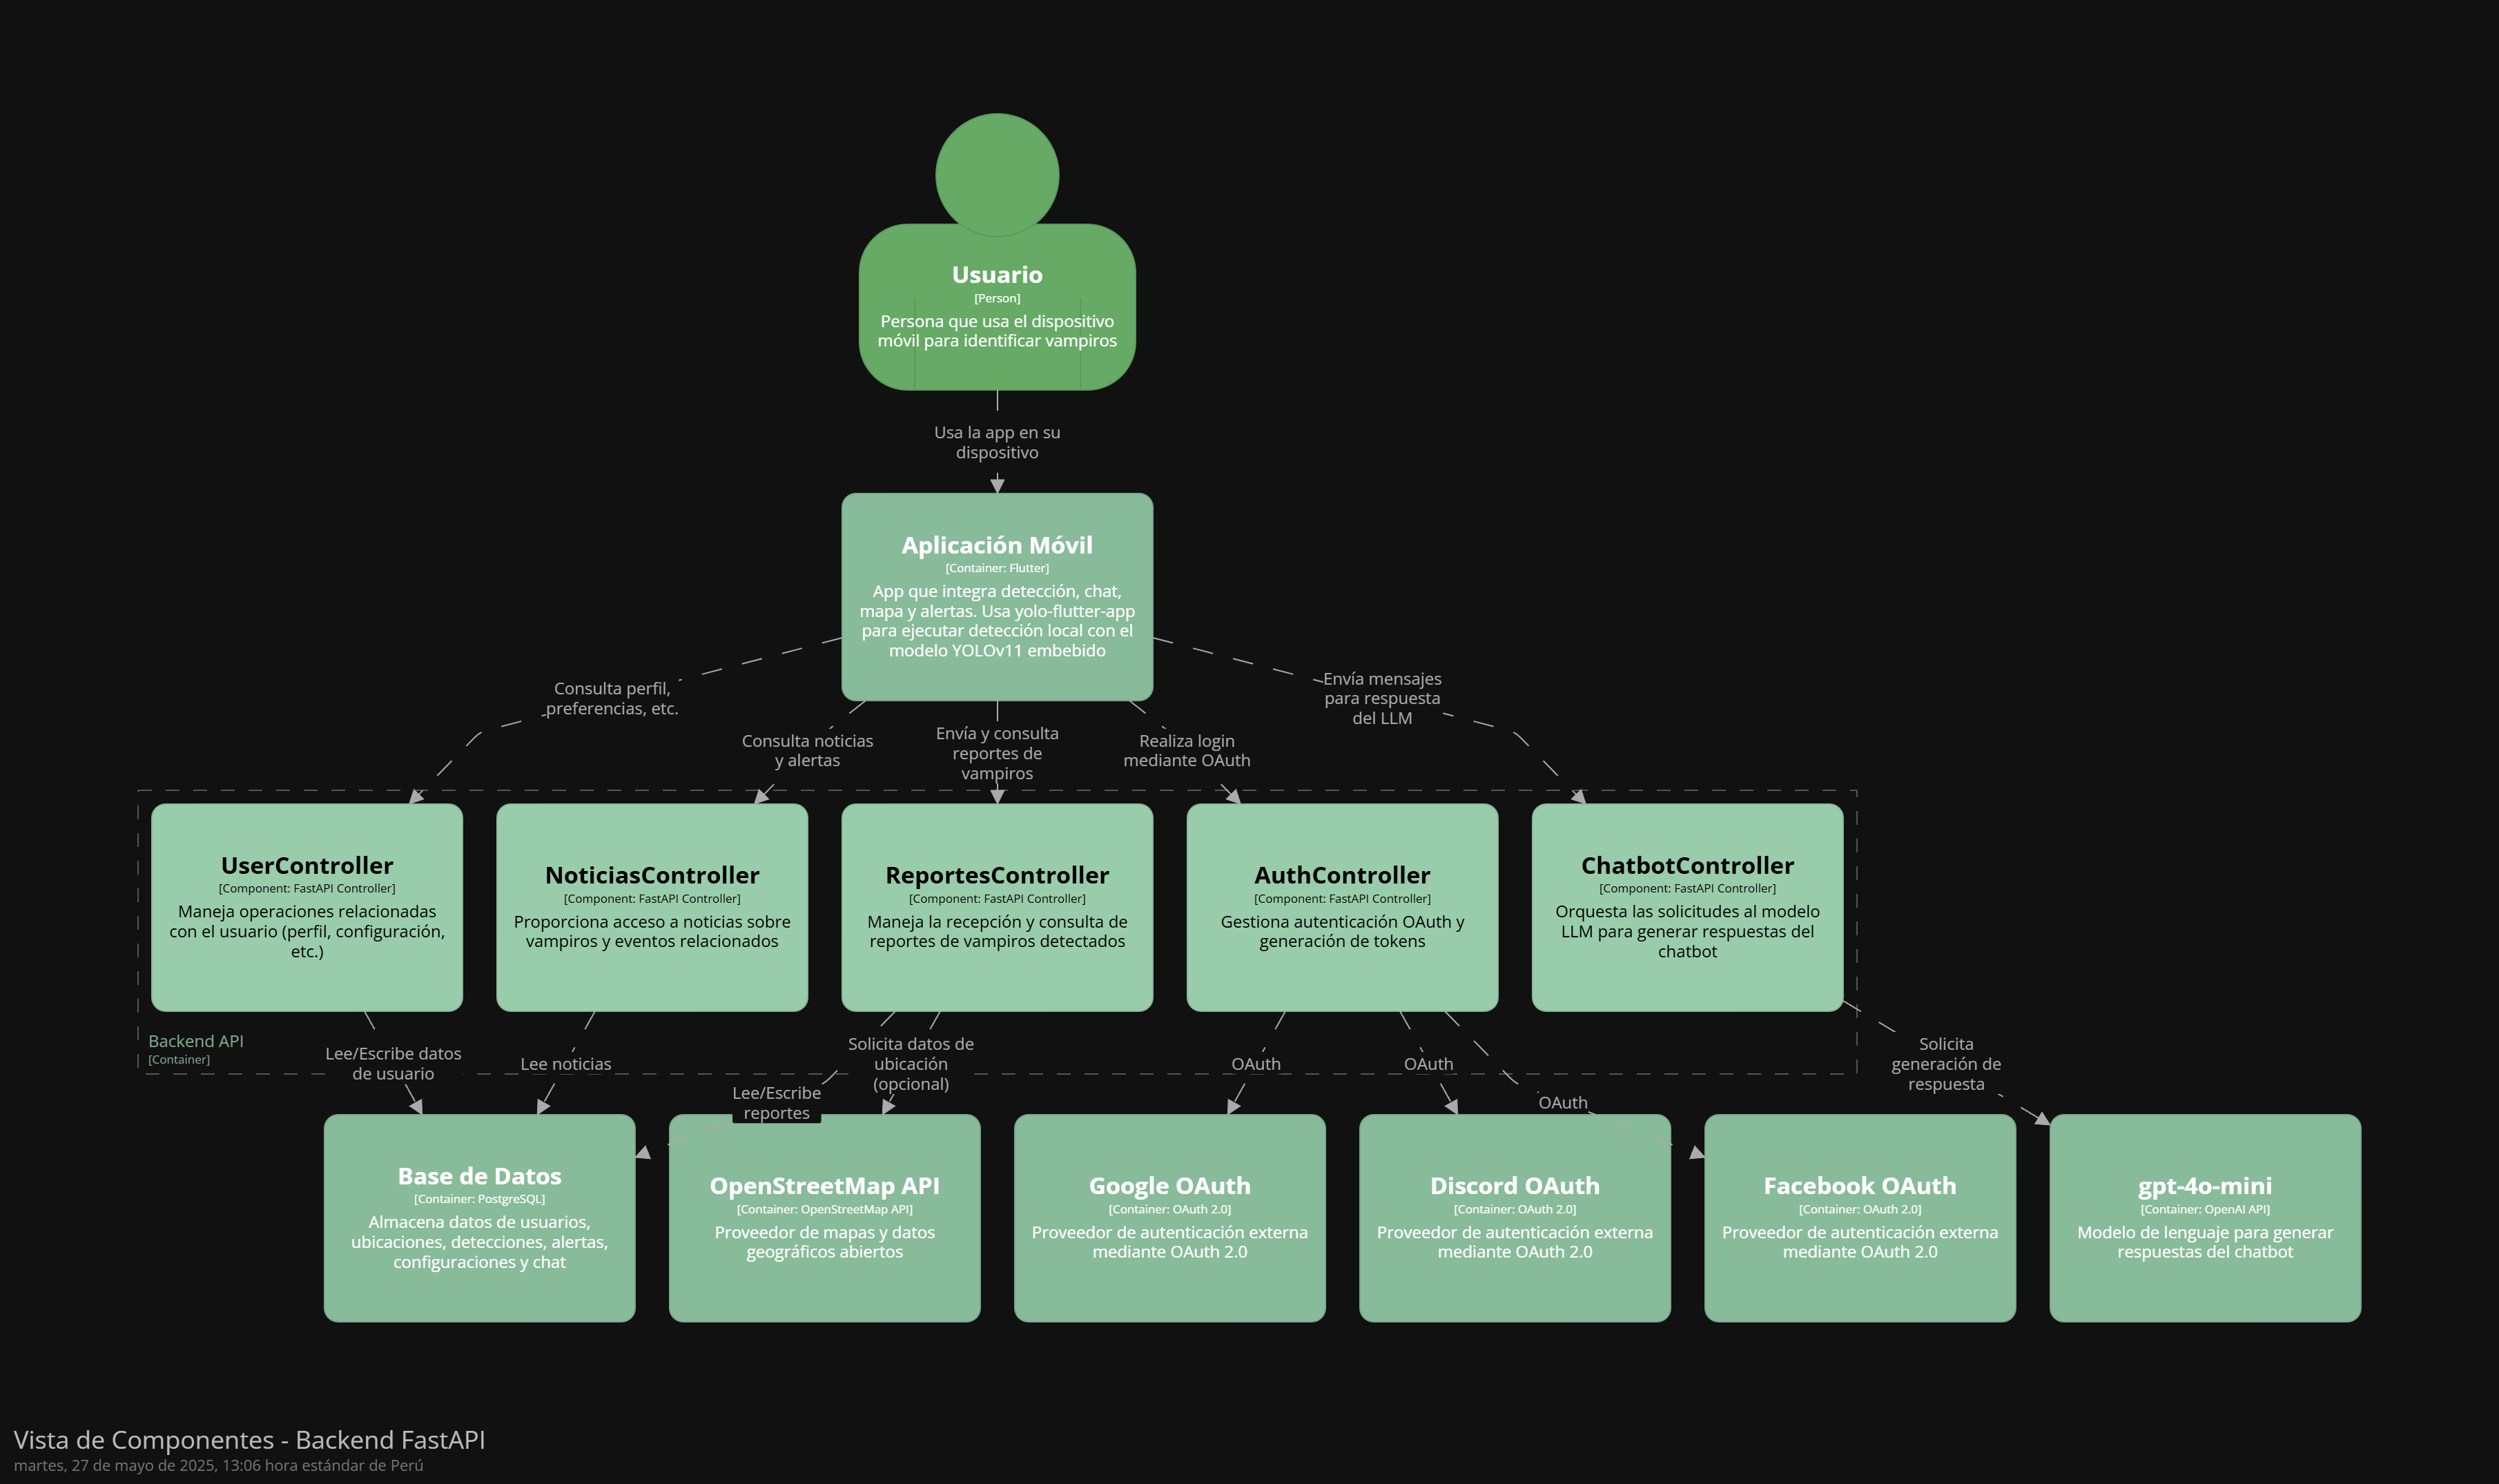 Usuario
[Person]
Persona que usa el dispositivo
móvil para identificar vampiros
Usa la app en su
dispositivo
Aplicación Móvil
[Container: Flutter]
App que integra detección, chat,
mapa y alertas. Usa yolo-flutter-app
para ejecutar detección local con el
modelo YOLOv11 embebido
Consulta perfil,
preferencias, etc.
Consulta noticias
y alertas
Envía y consulta
reportes de
vampiros
Realiza login
mediante OAuth
Envía mensajes
para respuesta
del LLM
UserController
[Component: FastAPI Controller]
Maneja operaciones relacionadas
con el usuario (perfil, configuración,
etc.)
NoticiasController
[Component: FastAPI Controller]
Proporciona acceso a noticias sobre
vampiros y eventos relacionados
ReportesController
[Component: FastAPI Controller]
Maneja la recepción y consulta de
reportes de vampiros detectados
AuthController
[Component: FastAPI Controller]
Gestiona autenticación OAuth y
generación de tokens
ChatbotController
[Component: FastAPI Controller]
Orquesta las solicitudes al modelo
LLM para generar respuestas del
chatbot
Backend API
[Container]
Lee/Escribe datos
de usuario
Lee noticias
Lee/Escribe
reportes
Solicita datos de
ubicación
(opcional)
OAuth
OAuth
OAuth
Solicita
generación de
respuesta
Base de Datos
[Container: PostgreSQL]
Almacena datos de usuarios,
ubicaciones, detecciones, alertas,
configuraciones y chat
OpenStreetMap API
[Container: OpenStreetMap API]
Proveedor de mapas y datos
geográficos abiertos
Google OAuth
[Container: OAuth 2.0]
Proveedor de autenticación externa
mediante OAuth 2.0
Discord OAuth
[Container: OAuth 2.0]
Proveedor de autenticación externa
mediante OAuth 2.0
Facebook OAuth
[Container: OAuth 2.0]
Proveedor de autenticación externa
mediante OAuth 2.0
gpt-4o-mini
[Container: OpenAI API]
Modelo de lenguaje para generar
respuestas del chatbot
Vista de Componentes - Backend FastAPI
martes, 27 de mayo de 2025, 13:06 hora estándar de Perú